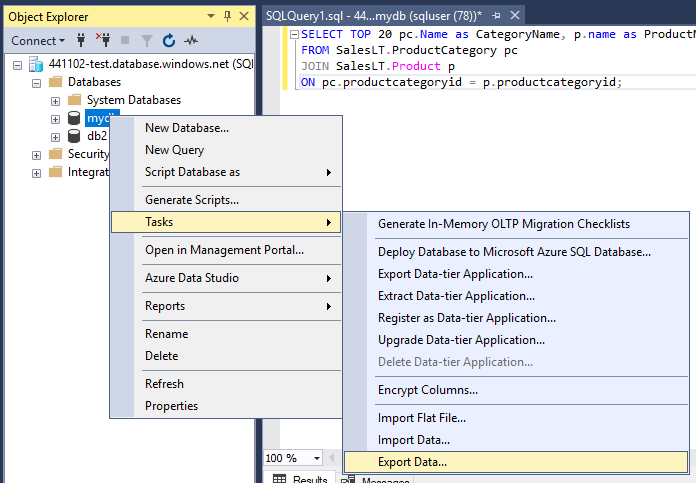 Object Explorer
SQLQuery1.sql - 44...mydb (sqluser (78))*
Connect
441102-test.database.windows.net (SQ
Databases
System Databases
mydb
db2
Security
Integrat
SELECT TOP 20 pc.Name as CategoryName, p.name as ProductN
FROM SalesLT.ProductCategory pc
JOIN SalesLT.Product p
ON pc.productcategoryid = p.productcategoryid;
New Database...
New Query
Script Database as
Generate Scripts...
Tasks
Open in Management Portal...
Azure Data Studio
Reports
Rename
Delete
Refresh
Properties
Generate In-Memory OLTP Migration Checklists
Deploy Database to Microsoft Azure SQL Database...
Export Data-tier Application...
Extract Data-tier Application...
Register as Data-tier Application...
Upgrade Data-tier Application...
Delete Data-tier Application...
Encrypt Columns...
Import Flat File...
Import Data...
Export Data...
100 %
Results
Messages